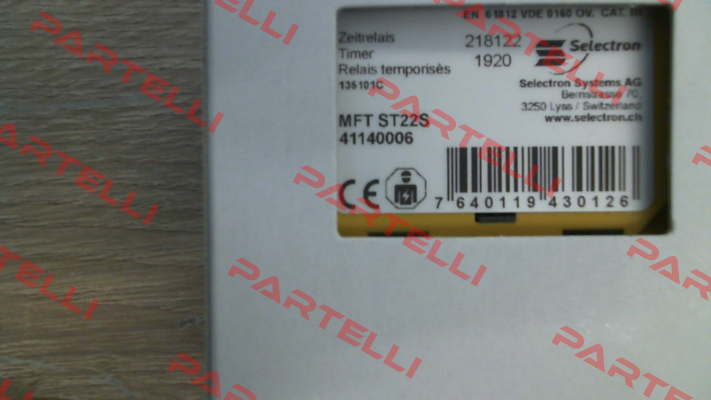 EN 61812 VDE 0160 OV. CAT. III
Zeitrelais 218122 Selectron
Timer 1920
Relais temporisès
135101C
Selectron Systems AG
Bernstrasse 70,
3250 Lyss / Switzerland
www.selectron.ch
MFT ST22S
41140006
CE
7 640119 430126
PARTELLI
PARTELLI
PARTELLI
PARTELLI
PARTELLI
PARTELLI
PARTELLI
PARTELLI
PARTELLI